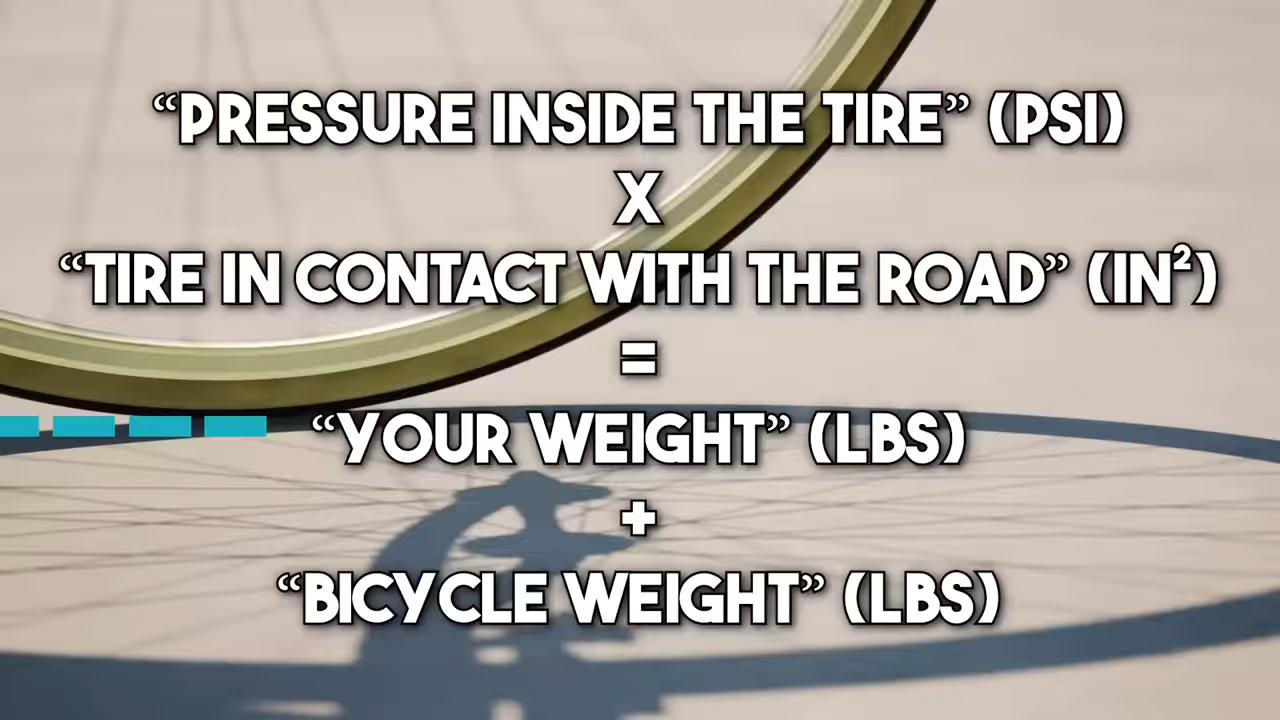 “PRESSURE INSIDE THE TIRE” (PSI)
X
“TIRE IN CONTACT WITH THE ROAD” (IN²)
=
“YOUR WEIGHT” (LBS)
+
“BICYCLE WEIGHT” (LBS)